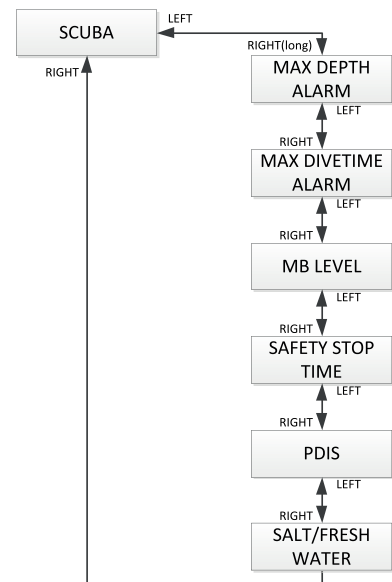 SCUBA
LEFT
RIGHT(long)
RIGHT
MAX DEPTH
ALARM
LEFT
RIGHT
MAX DIVETIME
ALARM
LEFT
RIGHT
MB LEVEL
LEFT
RIGHT
SAFETY STOP
TIME
LEFT
RIGHT
PDIS
LEFT
RIGHT
SALT/FRESH
WATER